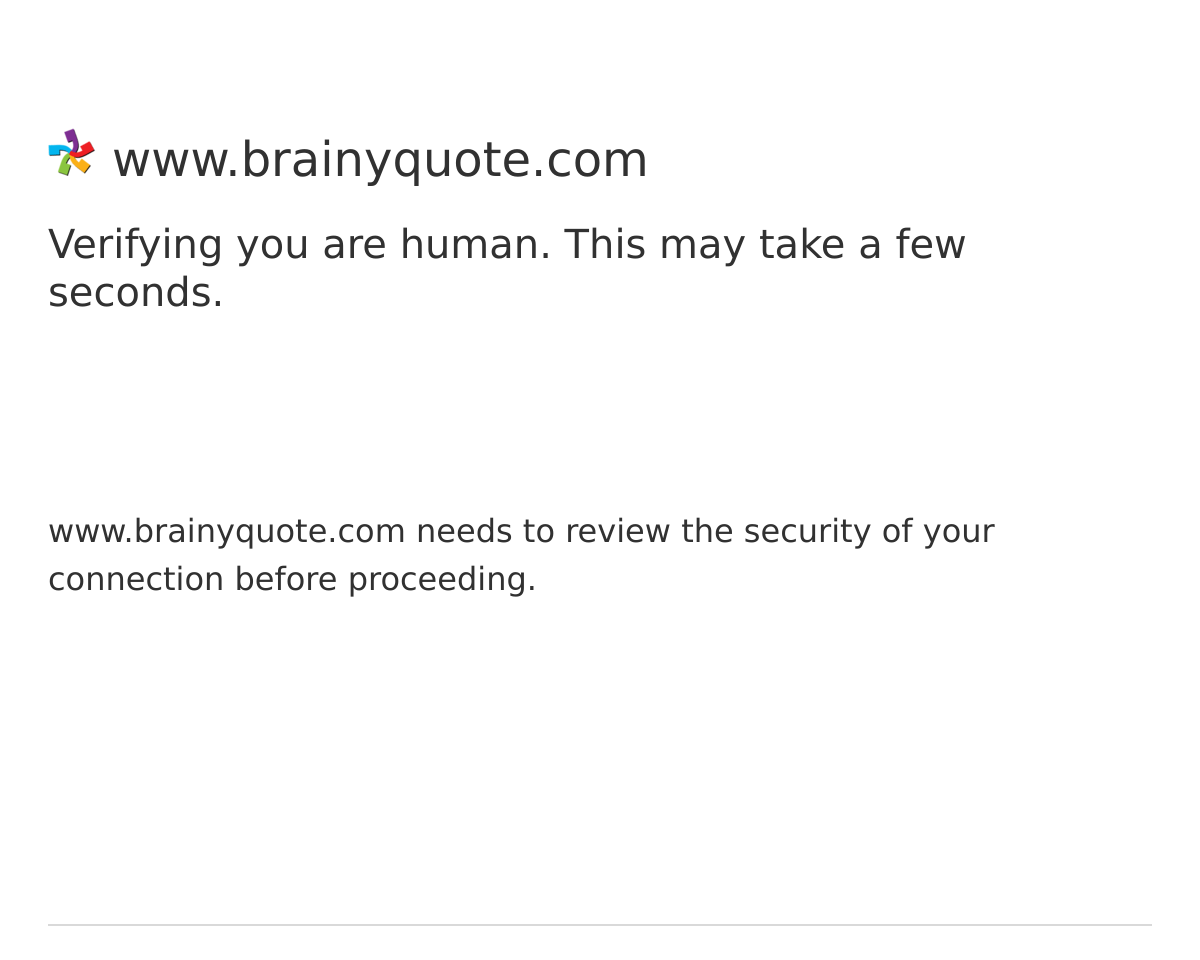 www.brainyquote.com
Verifying you are human. This may take a few
seconds.
www.brainyquote.com needs to review the security of your
connection before proceeding.